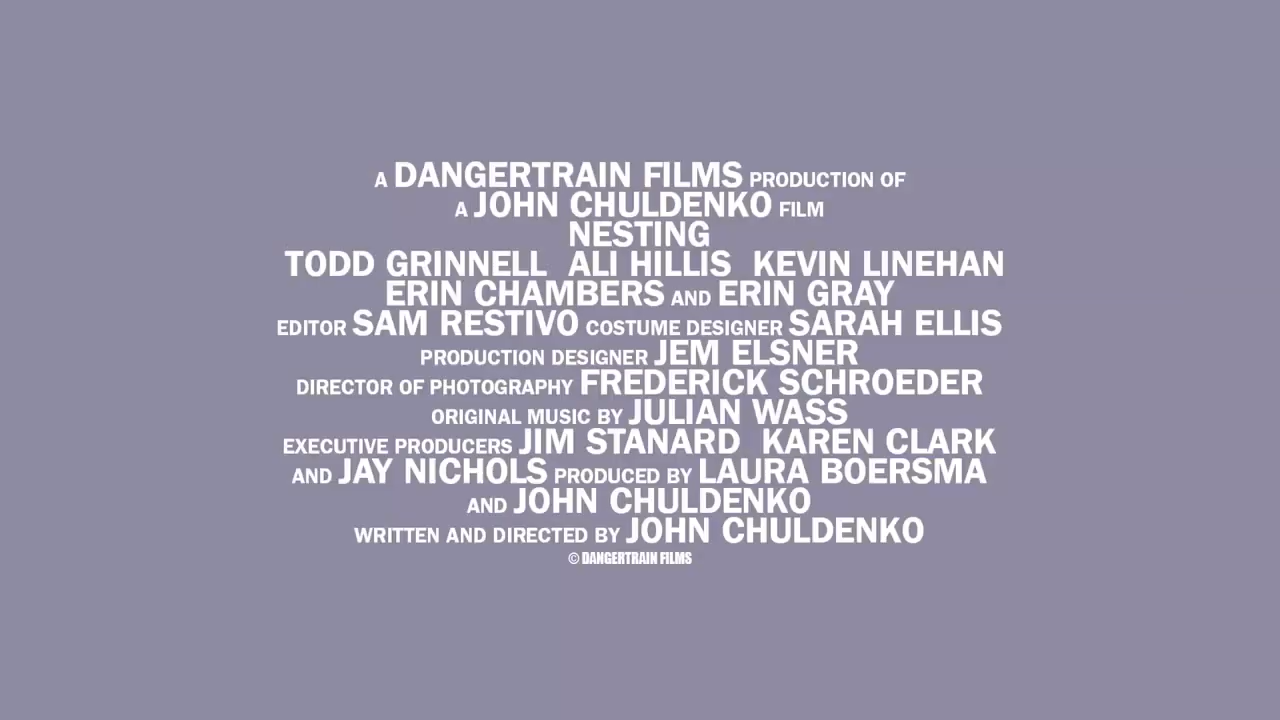 A DANGERTRAIN FILMS PRODUCTION OF
A JOHN CHULDENKO FILM
NESTING
TODD GRINNELL ALI HILLIS KEVIN LINEHAN
ERIN CHAMBERS AND ERIN GRAY
EDITOR SAM RESTIVO COSTUME DESIGNER SARAH ELLIS
PRODUCTION DESIGNER JEM ELSNER
DIRECTOR OF PHOTOGRAPHY FREDERICK SCHROEDER
ORIGINAL MUSIC BY JULIAN WASS
EXECUTIVE PRODUCERS JIM STANARD KAREN CLARK
AND JAY NICHOLS PRODUCED BY LAURA BOERSMA
AND JOHN CHULDENKO
WRITTEN AND DIRECTED BY JOHN CHULDENKO
© DANGERTRAIN FILMS